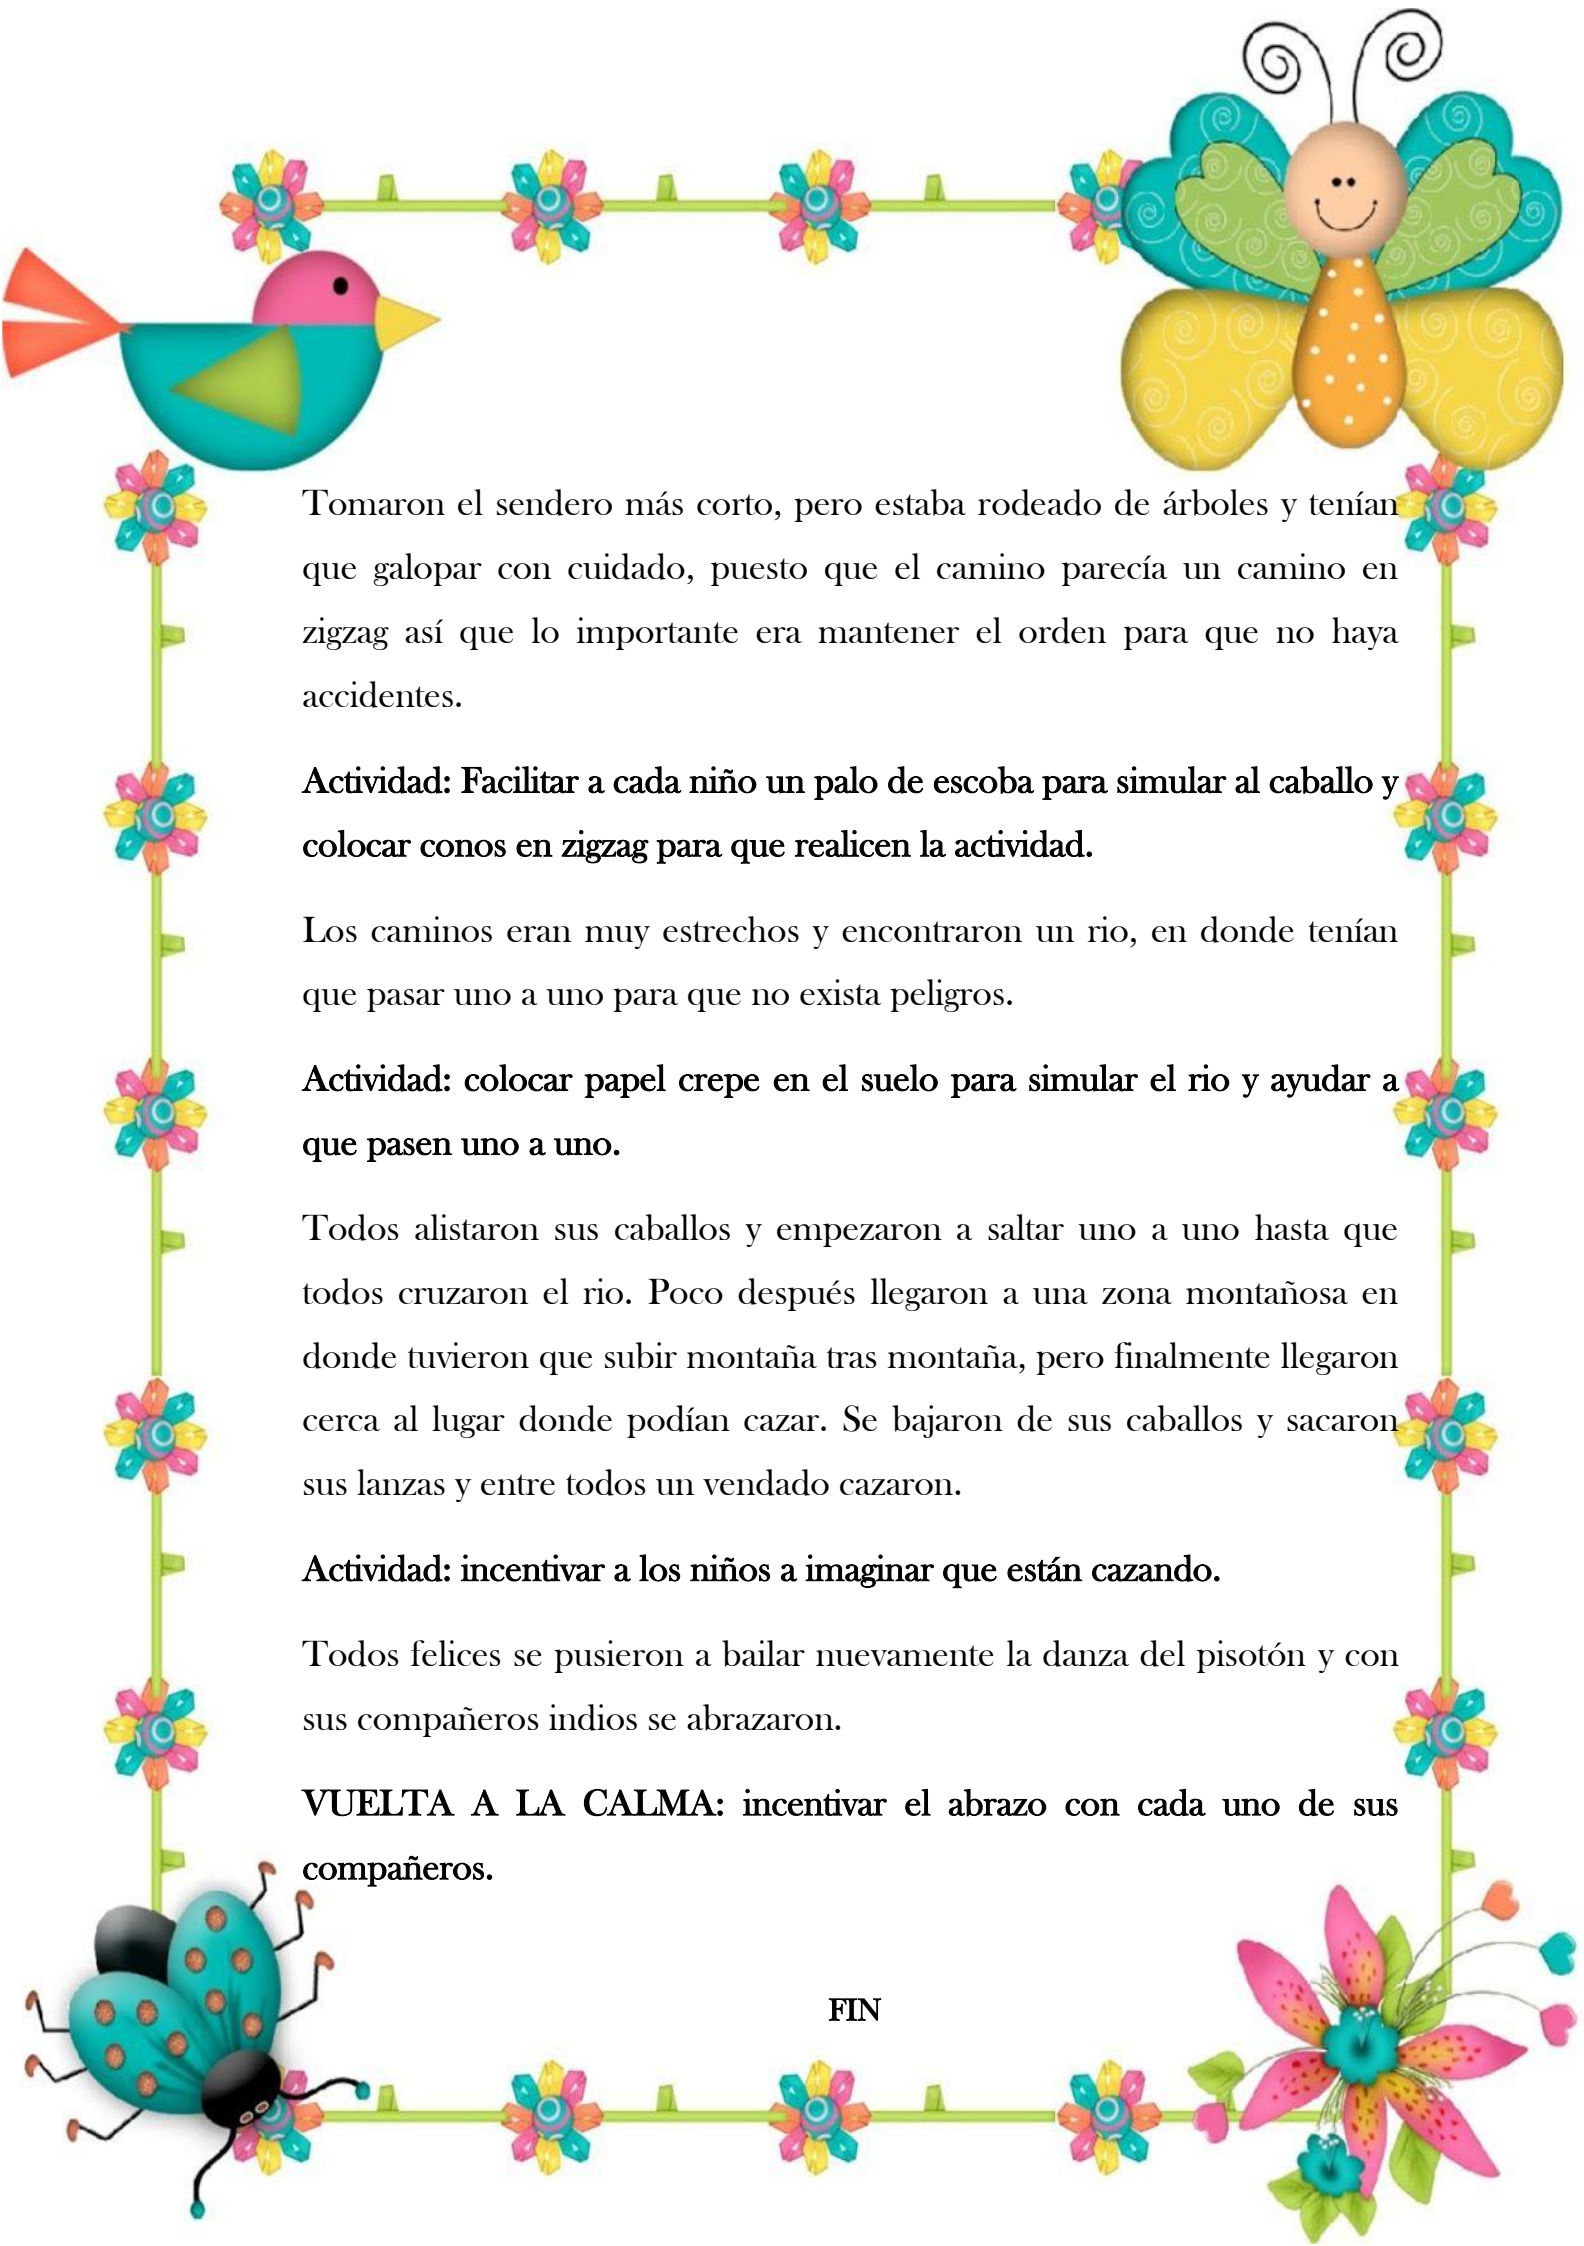 Tomaron el sendero más corto, pero estaba rodeado de árboles y tenían
que galopar con cuidado, puesto que el camino parecía un camino en
zigzag así que lo importante era mantener el orden para que no haya
accidentes.
Actividad: Facilitar a cada niño un palo de escoba para simular al caballo y
colocar conos en zigzag para que realicen la actividad.
Los caminos eran muy estrechos y encontraron un rio, en donde tenían
que pasar uno a uno para que no exista peligros.
Actividad: colocar papel crepe en el suelo para simular el rio y ayudar a
que pasen uno a uno.
Todos alistaron sus caballos y empezaron a saltar uno a uno hasta que
todos cruzaron el rio. Poco después llegaron a una zona montañosa en
donde tuvieron que subir montaña tras montaña, pero finalmente llegaron
cerca al lugar donde podían cazar. Se bajaron de sus caballos y sacaron
sus lanzas y entre todos un vendado cazaron.
Actividad: incentivar a los niños a imaginar que están cazando.
Todos felices se pusieron a bailar nuevamente la danza del pisotón y con
sus compañeros indios se abrazaron.
VUELTA A LA CALMA: incentivar el abrazo con cada uno de sus
compañeros.
FIN